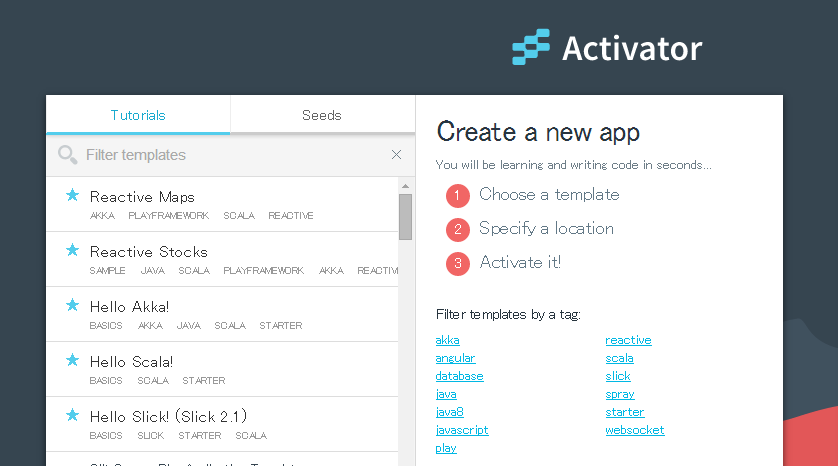 Activator
Tutorials
Seeds
Filter templates
Reactive Maps
AKKA PLAYFRAMEWORK SCALA REACTIVE
Reactive Stocks
SAMPLE JAVA SCALA PLAYFRAMEWORK AKKA REACTIV
Hello Akka!
BASICS AKKA JAVA SCALA STARTER
Hello Scala!
BASICS SCALA STARTER
Hello Slick! (Slick 2.1)
BASICS SLICK STARTER SCALA
Create a new app
You will be learning and writing code in seconds...
1 Choose a template
2 Specify a location
3 Activate it!
Filter templates by a tag:
akka
angular
database
java
java8
javascript
play
reactive
scala
slick
spray
starter
websocket